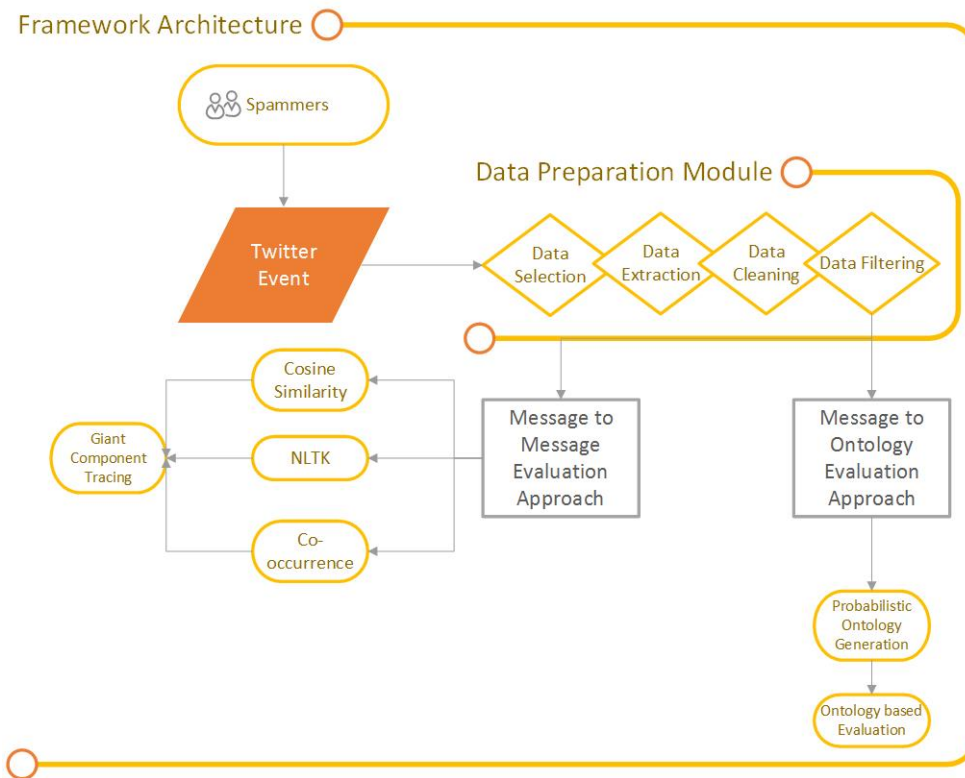 Framework Architecture
Spammers
Data Preparation Module
Twitter
Event
Data
Selection
Data
Extraction
Data
Cleaning
Data Filtering
Cosine
Similarity
Giant
Component
Tracing
NLTK
Co-
occurrence
Message to
Message
Evaluation
Approach
Message to
Ontology
Evaluation
Approach
Probabilistic
Ontology
Generation
Ontology based
Evaluation